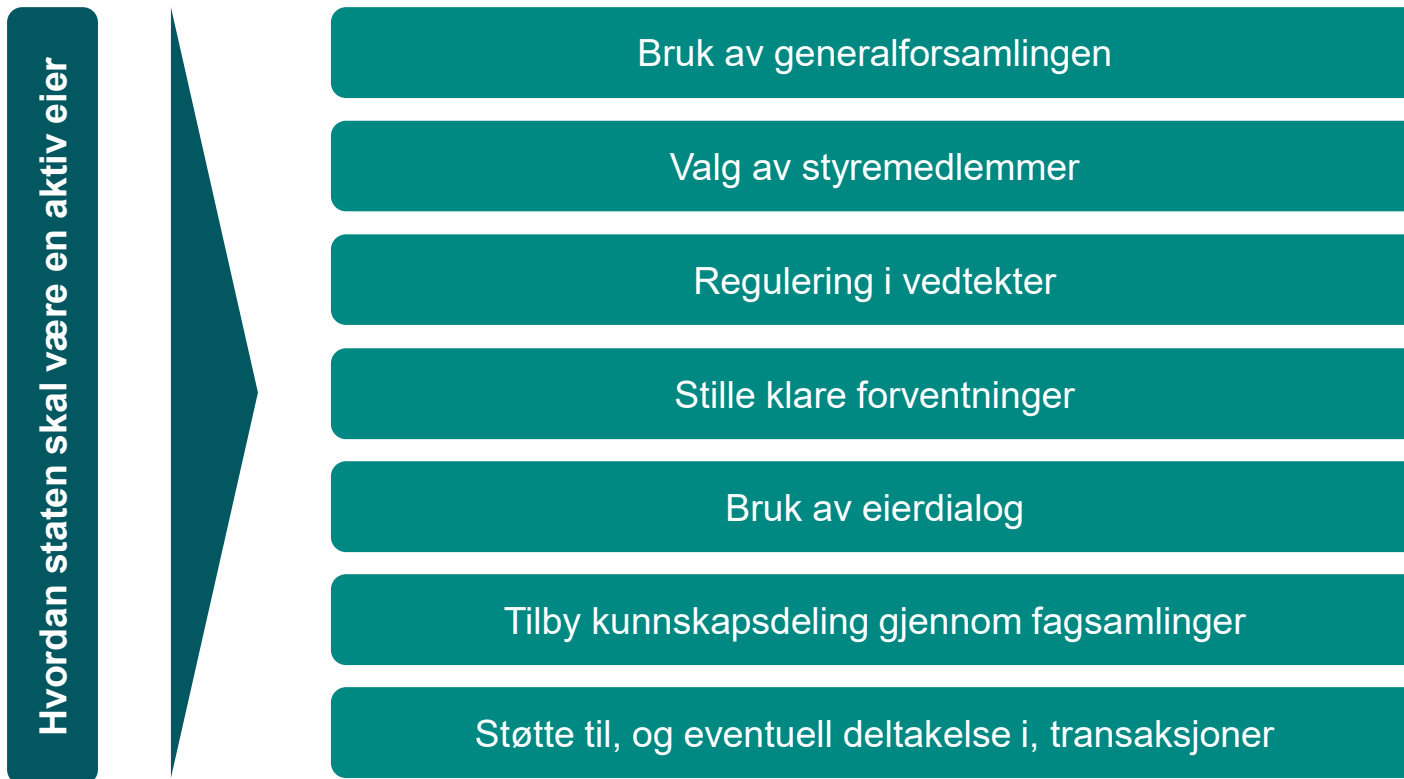 Hvordan staten skal være en aktiv eier
Bruk av generalforsamlingen
Valg av styremedlemmer
Regulering i vedtekter
Stille klare forventninger
Bruk av eierdialog
Tilby kunnskapsdeling gjennom fagsamlinger
Støtte til, og eventuell deltakelse i, transaksjoner